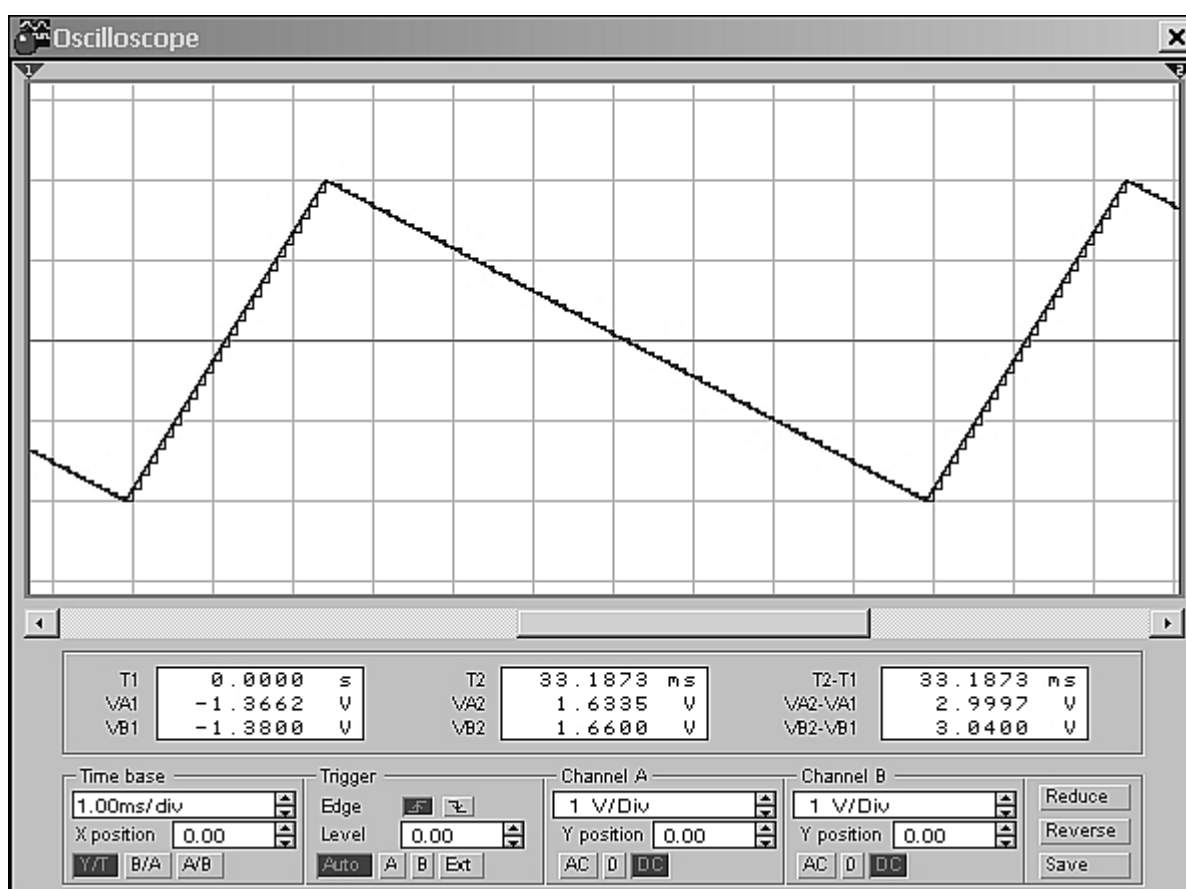 Oscilloscope
1 2
T1 0.0000 s T2 33.1873 ms T2-T1 33.1873 ms
VA1 -1.3662 V VA2 1.6335 V VA2-VA1 2.9997 V
VB1 -1.3800 V VB2 1.6600 V VB2-VB1 3.0400 V
Time base Trigger Channel A Channel B
1.00ms/div Edge 1 V/Div 1 V/Div Reduce
X position 0.00 Level 0.00 Y position 0.00 Y position 0.00 Reverse
Y/T B/A A/B Auto A B Ext AC 0 DC AC 0 DC Save